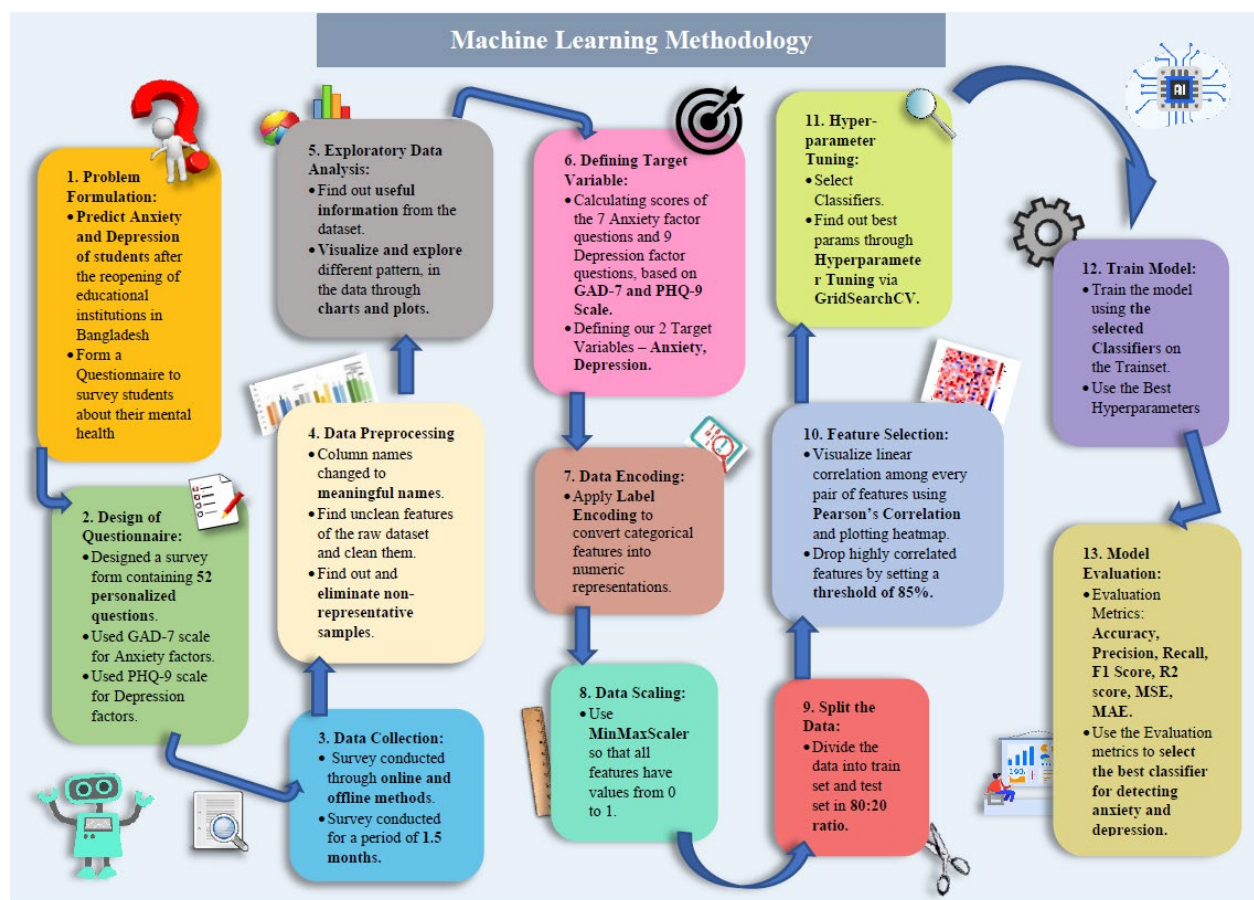 Machine Learning Methodology
1. Problem
Formulation:
• Predict Anxiety
and Depression
of students after
the reopening of
educational
institutions in
Bangladesh
• Form a
Questionnaire to
survey students
about their mental
health
2. Design of
Questionnaire:
• Designed a survey
form containing 52
personalized
questions.
• Used GAD-7 scale
for Anxiety factors.
• Used PHQ-9 scale
for Depression
factors.
3. Data Collection:
• Survey conducted
through online and
offline methods.
• Survey conducted
for a period of 1.5
months.
4. Data Preprocessing
• Column names
changed to
meaningful names.
• Find unclean features
of the raw dataset
and clean them.
• Find out and
eliminate non-
representative
samples.
5. Exploratory Data
Analysis:
• Find out useful
information from the
dataset.
• Visualize and explore
different pattern, in
the data through
charts and plots.
6. Defining Target
Variable:
• Calculating scores of
the 7 Anxiety factor
questions and 9
Depression factor
questions, based on
GAD-7 and PHQ-9
Scale.
• Defining our 2 Target
Variables – Anxiety,
Depression.
7. Data Encoding:
• Apply Label
Encoding to
convert categorical
features into
numeric
representations.
8. Data Scaling:
• Use
MinMaxScaler
so that all
features have
values from 0
to 1.
9. Split the
Data:
• Divide the
data into train
set and test
set in 80:20
ratio.
10. Feature Selection:
• Visualize linear
correlation among every
pair of features using
Pearson's Correlation
and plotting heatmap.
• Drop highly correlated
features by setting a
threshold of 85%.
11. Hyper-
parameter
Tuning:
• Select
Classifiers.
• Find out best
params through
Hyperparamete
r Tuning via
GridSearchCV.
AI
12. Train Model:
• Train the model
using the
selected
Classifiers on
the Trainset.
• Use the Best
Hyperparameters
13. Model
Evaluation:
• Evaluation
Metrics:
Accuracy,
Precision, Recall,
F1 Score, R2
score, MSE,
MAE.
• Use the Evaluation
metrics to select
the best classifier
for detecting
anxiety and
depression.